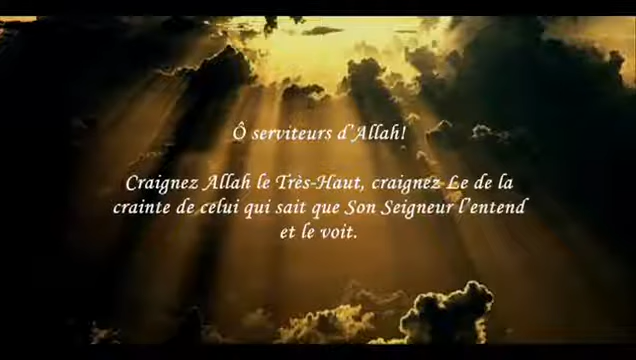 Ô serviteurs d'Allah!
Craignez Allah le Très-Haut, craignez Le de la
crainte de celui qui sait que Son Seigneur l'entend
et le voit.